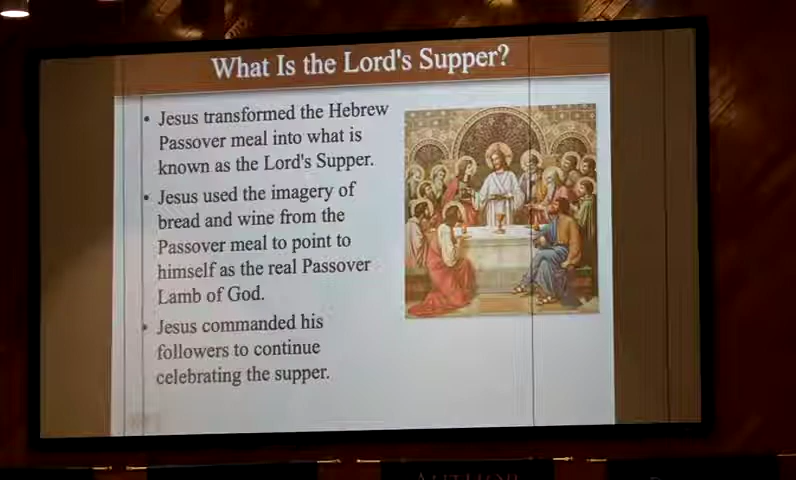 What Is the Lord's Supper?
• Jesus transformed the Hebrew
Passover meal into what is
known as the Lord's Supper.
• Jesus used the imagery of
bread and wine from the
Passover meal to point to
himself as the real Passover
Lamb of God.
• Jesus commanded his
followers to continue
celebrating the supper.